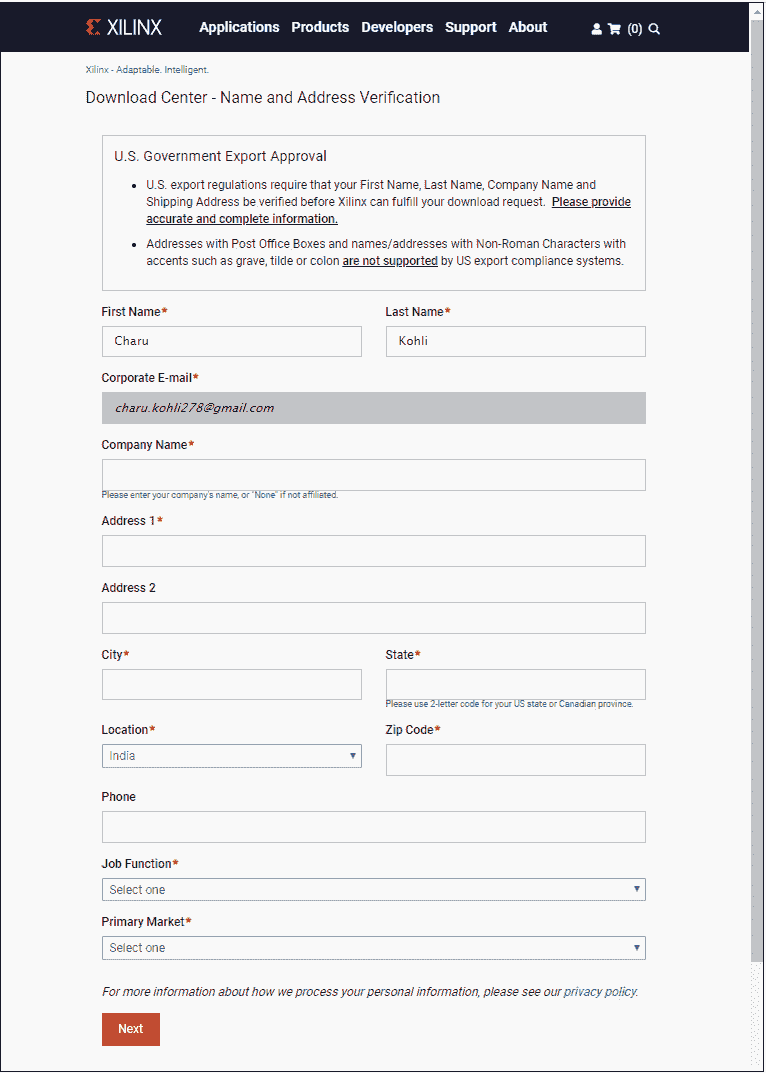 XILINX Applications Products Developers Support About (0)
Xilinx - Adaptable. Intelligent.
Download Center - Name and Address Verification
U.S. Government Export Approval
• U.S. export regulations require that your First Name, Last Name, Company Name and
Shipping Address be verified before Xilinx can fulfill your download request. Please provide
accurate and complete information.
• Addresses with Post Office Boxes and names/addresses with Non-Roman Characters with
accents such as grave, tilde or colon are not supported by US export compliance systems.
First Name* Last Name*
Charu Kohli
Corporate E-mail*
charu.kohli278@gmail.com
Company Name*
Please enter your company's name, or "None" if not affiliated.
Address 1*
Address 2
City* State*
Please use 2-letter code for your US state or Canadian province.
Location* Zip Code*
India
Phone
Job Function*
Select one
Primary Market*
Select one
For more information about how we process your personal information, please see our privacy policy.
Next